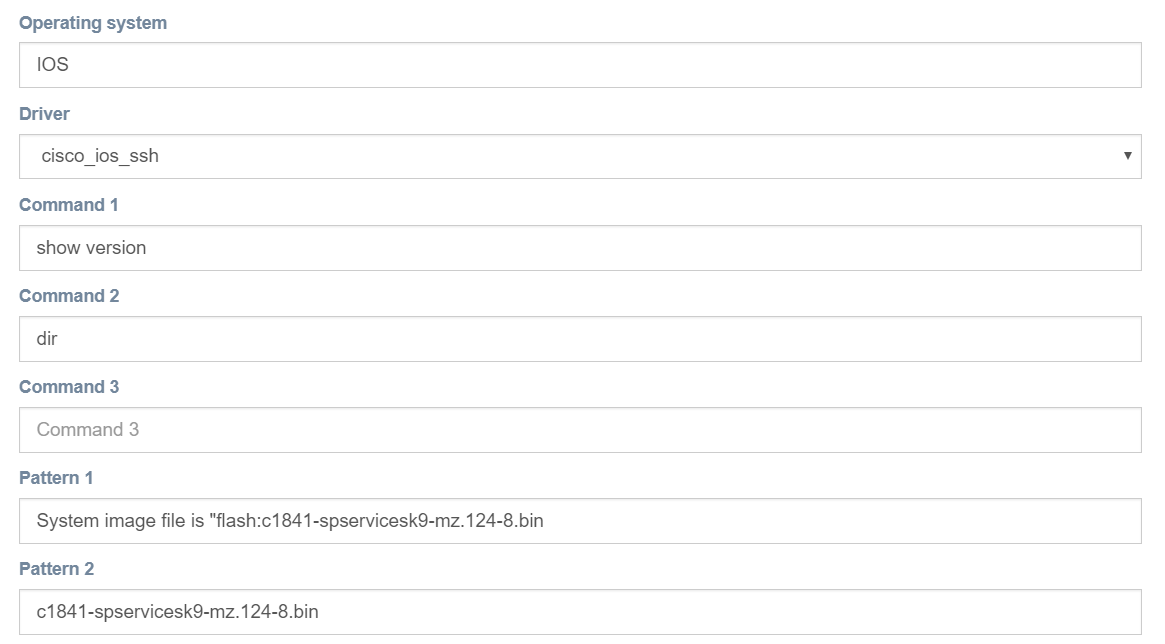 Operating system
IOS
Driver
cisco_ios_ssh
Command 1
show version
Command 2
dir
Command 3
Command 3
Pattern 1
System image file is "flash:c1841-spservicesk9-mz.124-8.bin
Pattern 2
c1841-spservicesk9-mz.124-8.bin